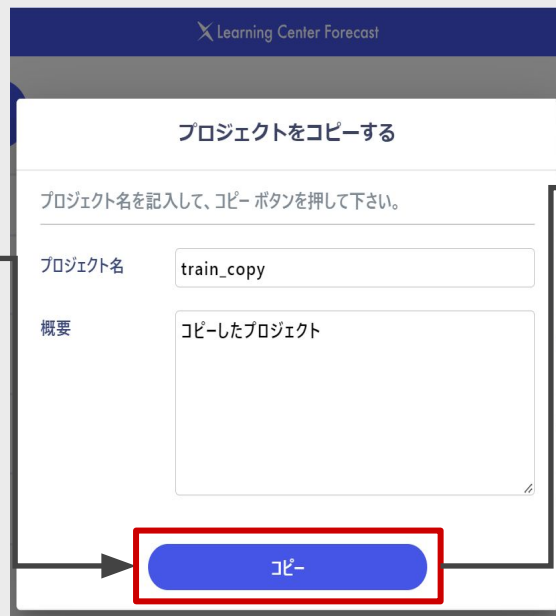 Learning Center Forecast
プロジェクトをコピーする
プロジェクト名を記入して、コピー ボタンを押して下さい。
プロジェクト名
train_copy
概要
コピーしたプロジェクト
コピー